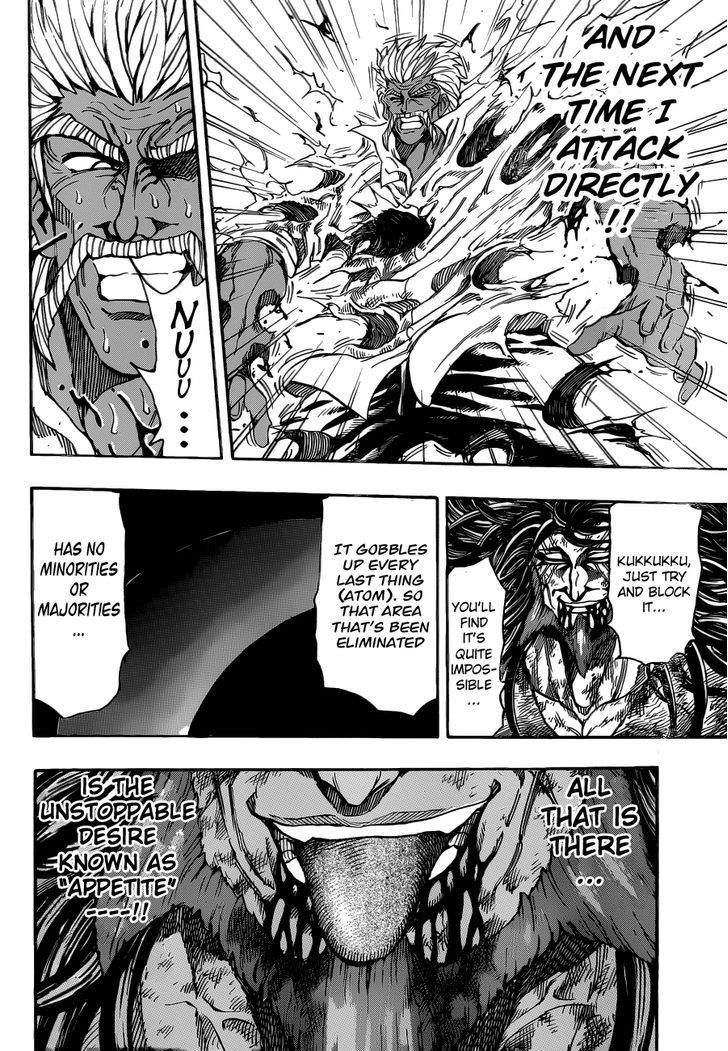 AND
THE NEXT
TIME I
ATTACK
DIRECTLY
!!
NUUU...
KUKKUKKU,
JUST TRY
AND BLOCK
IT...
YOU'LL
FIND IT'S
QUITE
IMPOS-
SIBLE
...
IT GOBBLES
UP EVERY
LAST THING
(ATOM). SO
THAT AREA
THAT'S BEEN
ELIMINATED
HAS NO
MINORITIES
OR
MAJORITIES
...
ALL
THAT IS
THERE
...
IS THE
UNSTOPPABLE
DESIRE
KNOWN AS
"APPETITE"
----!!